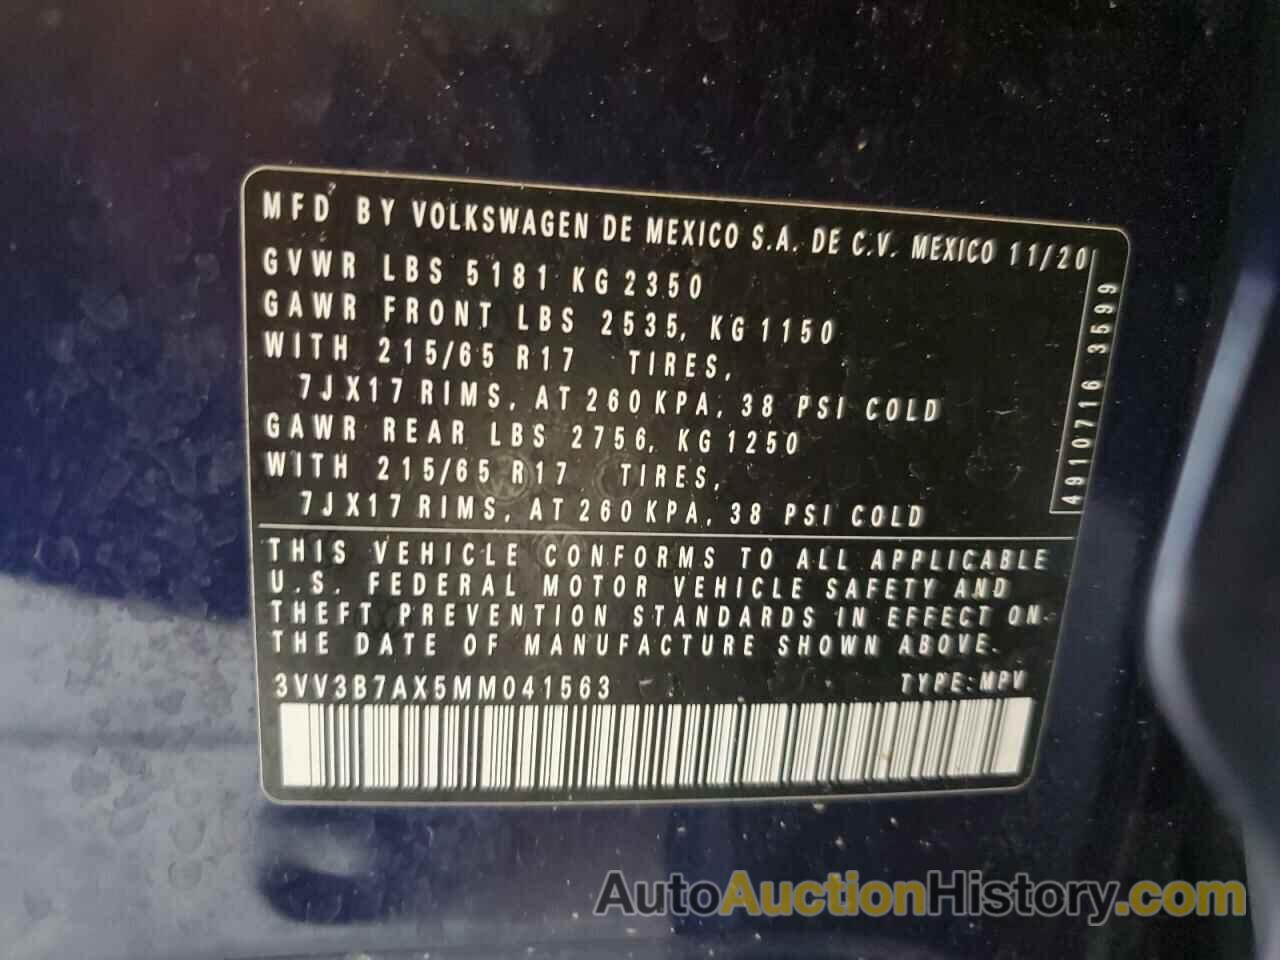 MFD BY VOLKSWAGEN DE MEXICO S.A. DE C.V. MEXICO 11/20
GVWR LBS 5181 KG 2350
GAWR FRONT LBS 2535, KG 1150
WITH 215/65 R17 TIRES,
7JX17 RIMS, AT 260 KPA, 38 PSI COLD
GAWR REAR LBS 2756, KG 1250
WITH 215/65 R17 TIRES,
7JX17 RIMS, AT 260 KPA, 38 PSI COLD
4910716 3599
THIS VEHICLE CONFORMS TO ALL APPLICABLE
U.S. FEDERAL MOTOR VEHICLE SAFETY AND
THEFT PREVENTION STANDARDS IN EFFECT ON
THE DATE OF MANUFACTURE SHOWN ABOVE.
3VV3B7AX5MM041563 TYPE: MPV
AutoAuctionHistory.com